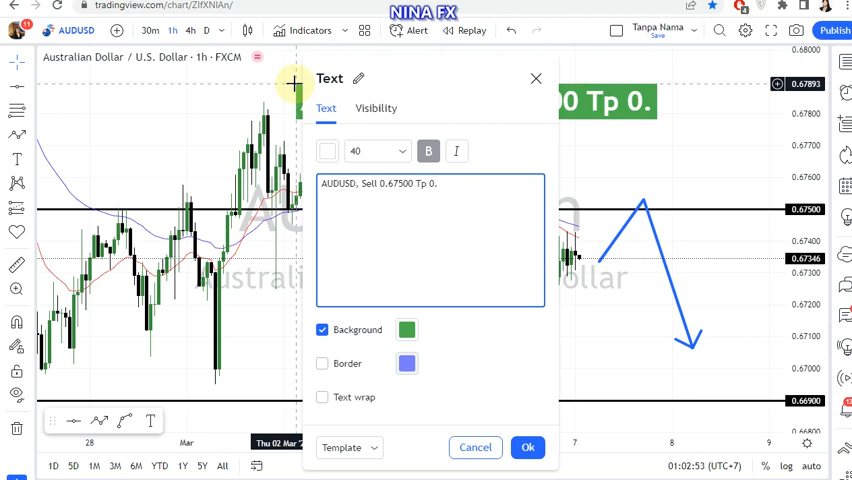 NINA FX
tradingview.com/chart/ZIfXNIAn/
11
AUDUSD
30m 1h 4h D
Indicators
Alert
Replay
Tanpa Nama
Save
Publish
Australian Dollar / U.S. Dollar · 1h · FXCM
0.68000
0.67893
0.67800
0.67700
0.67600
0.67500
0.67400
0.67346
0.67300
0.67200
0.67100
0.67000
0.66900
0.66800
00 Tp 0.
Text
Text Visibility
40
B I
AUDUSD, Sell 0.67500 Tp 0.
Background
Border
Text wrap
Template
Cancel
Ok
Australian
Dollar
28 Mar Thu 02 Mar 7 8 9
1D 5D 1M 3M 6M YTD 1Y 5Y All
01:02:53 (UTC+7) % log auto